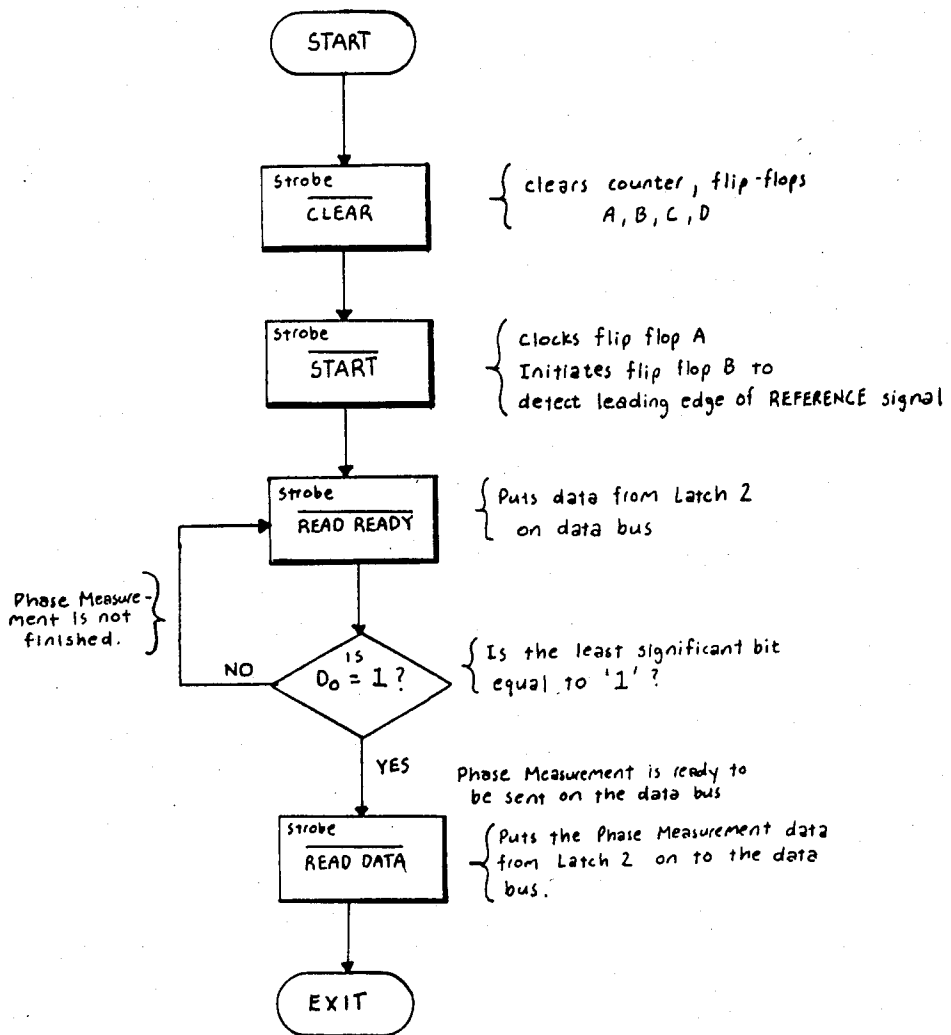 START
Strobe
CLEAR
clears counter, flip-flops
A, B, C, D
Strobe
START
Clocks flip flop A
Initiates flip flop B to
detect leading edge of REFERENCE signal
Strobe
READ READY
Puts data from Latch 2
on data bus
Phase Measure-
ment is not
finished.
NO
is
D₀ = 1 ?
Is the least significant bit
equal to '1' ?
YES
Phase Measurement is ready to
be sent on the data bus
Strobe
READ DATA
Puts the Phase Measurement data
from Latch 2 on to the data
bus.
EXIT